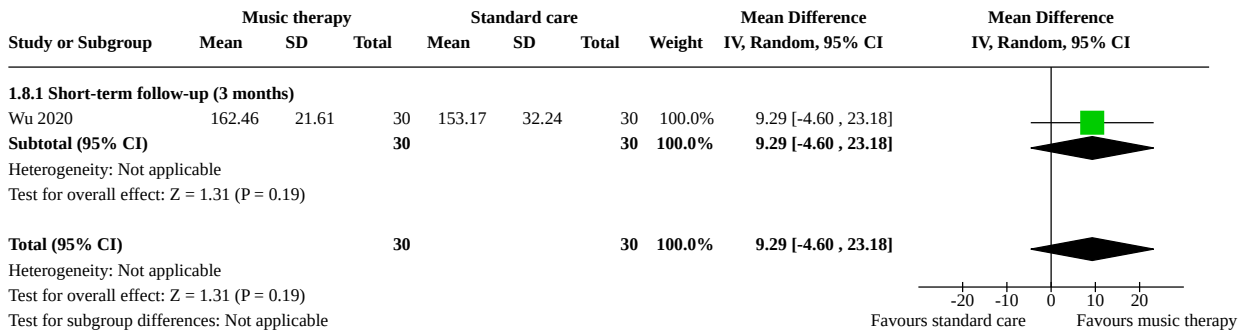 Music therapy Standard care Mean Difference Mean Difference
Study or Subgroup Mean SD Total Mean SD Total Weight IV, Random, 95% CI IV, Random, 95% CI
1.8.1 Short-term follow-up (3 months)
Wu 2020 162.46 21.61 30 153.17 32.24 30 100.0% 9.29 [-4.60 , 23.18]
Subtotal (95% CI) 30 30 100.0% 9.29 [-4.60 , 23.18]
Heterogeneity: Not applicable
Test for overall effect: Z = 1.31 (P = 0.19)
Total (95% CI) 30 30 100.0% 9.29 [-4.60 , 23.18]
Heterogeneity: Not applicable
Test for overall effect: Z = 1.31 (P = 0.19) -20 -10 0 10 20
Test for subgroup differences: Not applicable Favours standard care Favours music therapy